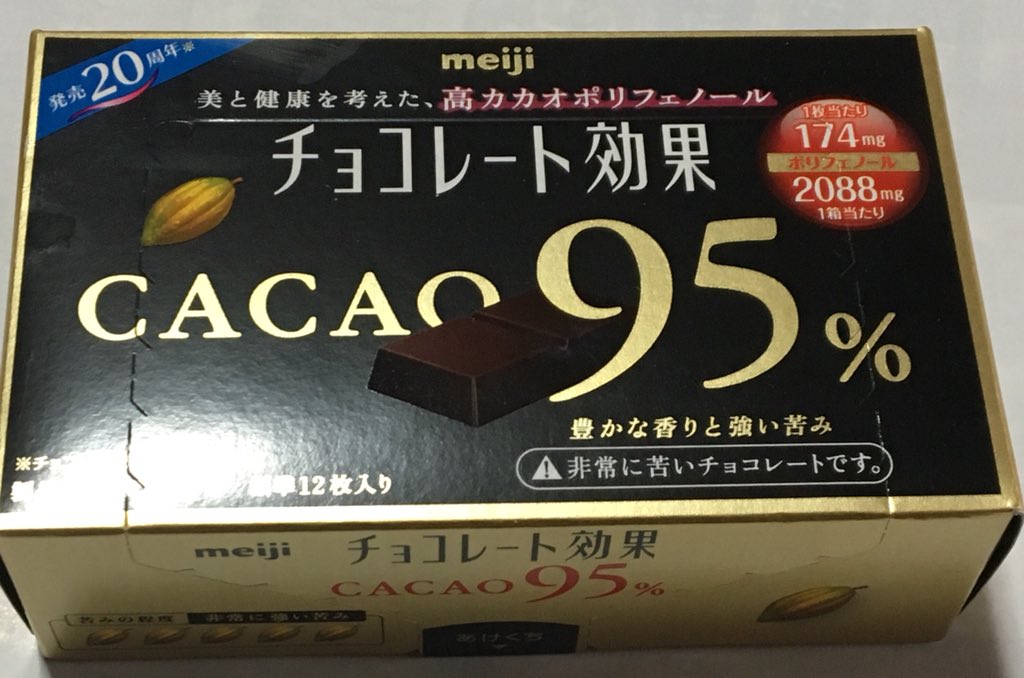 発売20周年※
meiji
美と健康を考えた、高カカオポリフェノール
チョコレート効果
1枚当たり
174mg
ポリフェノール
2088mg
1箱当たり
CACAO 95%
豊かな香りと強い苦み
⚠非常に苦いチョコレートです。
※チョ
標準12枚入り
meiji チョコレート効果
CACAO 95%
苦みの程度 非常に強い苦み
あけくち